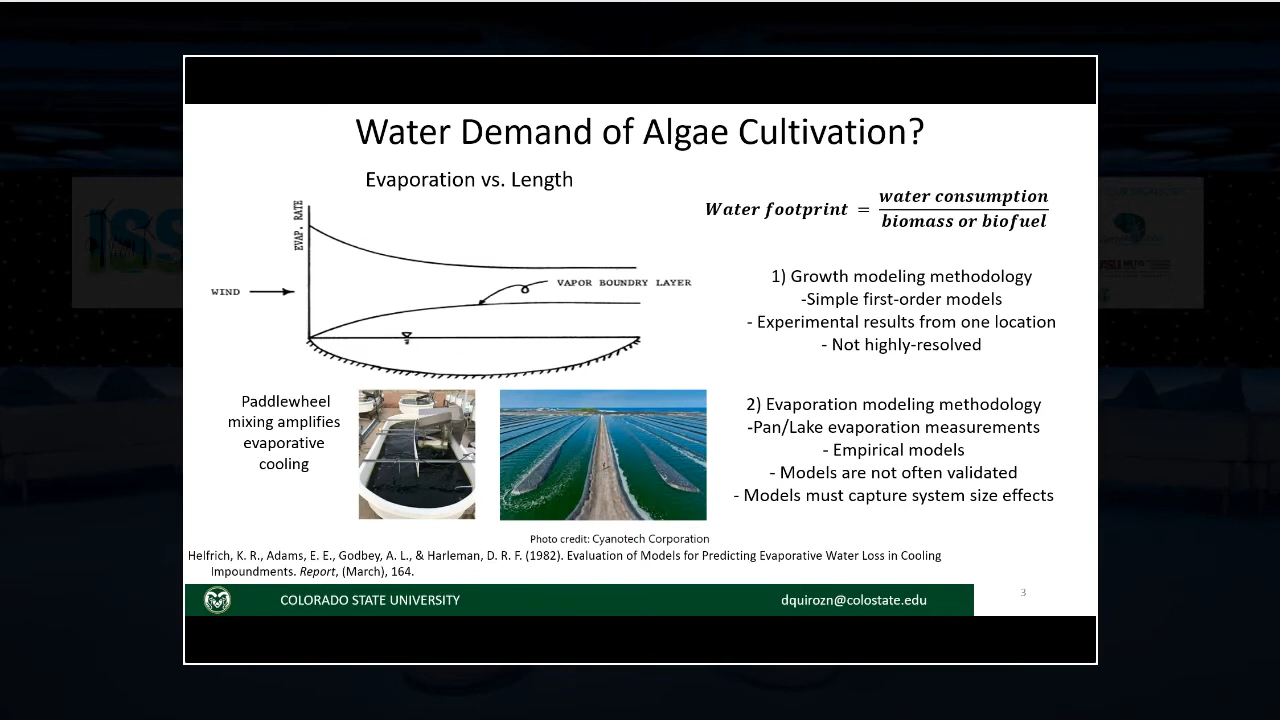 Water Demand of Algae Cultivation?
Evaporation vs. Length
EVAP. RATE
WIND
VAPOR BOUNDRY LAYER
Water footprint = water consumption
biomass or biofuel
1) Growth modeling methodology
-Simple first-order models
- Experimental results from one location
- Not highly-resolved
Paddlewheel
mixing amplifies
evaporative
cooling
2) Evaporation modeling methodology
-Pan/Lake evaporation measurements
- Empirical models
- Models are not often validated
- Models must capture system size effects
Photo credit: Cyanotech Corporation
Helfrich, K. R., Adams, E. E., Godbey, A. L., & Harleman, D. R. F. (1982). Evaluation of Models for Predicting Evaporative Water Loss in Cooling
Impoundments. Report, (March), 164.
COLORADO STATE UNIVERSITY
dquirozn@colostate.edu
3